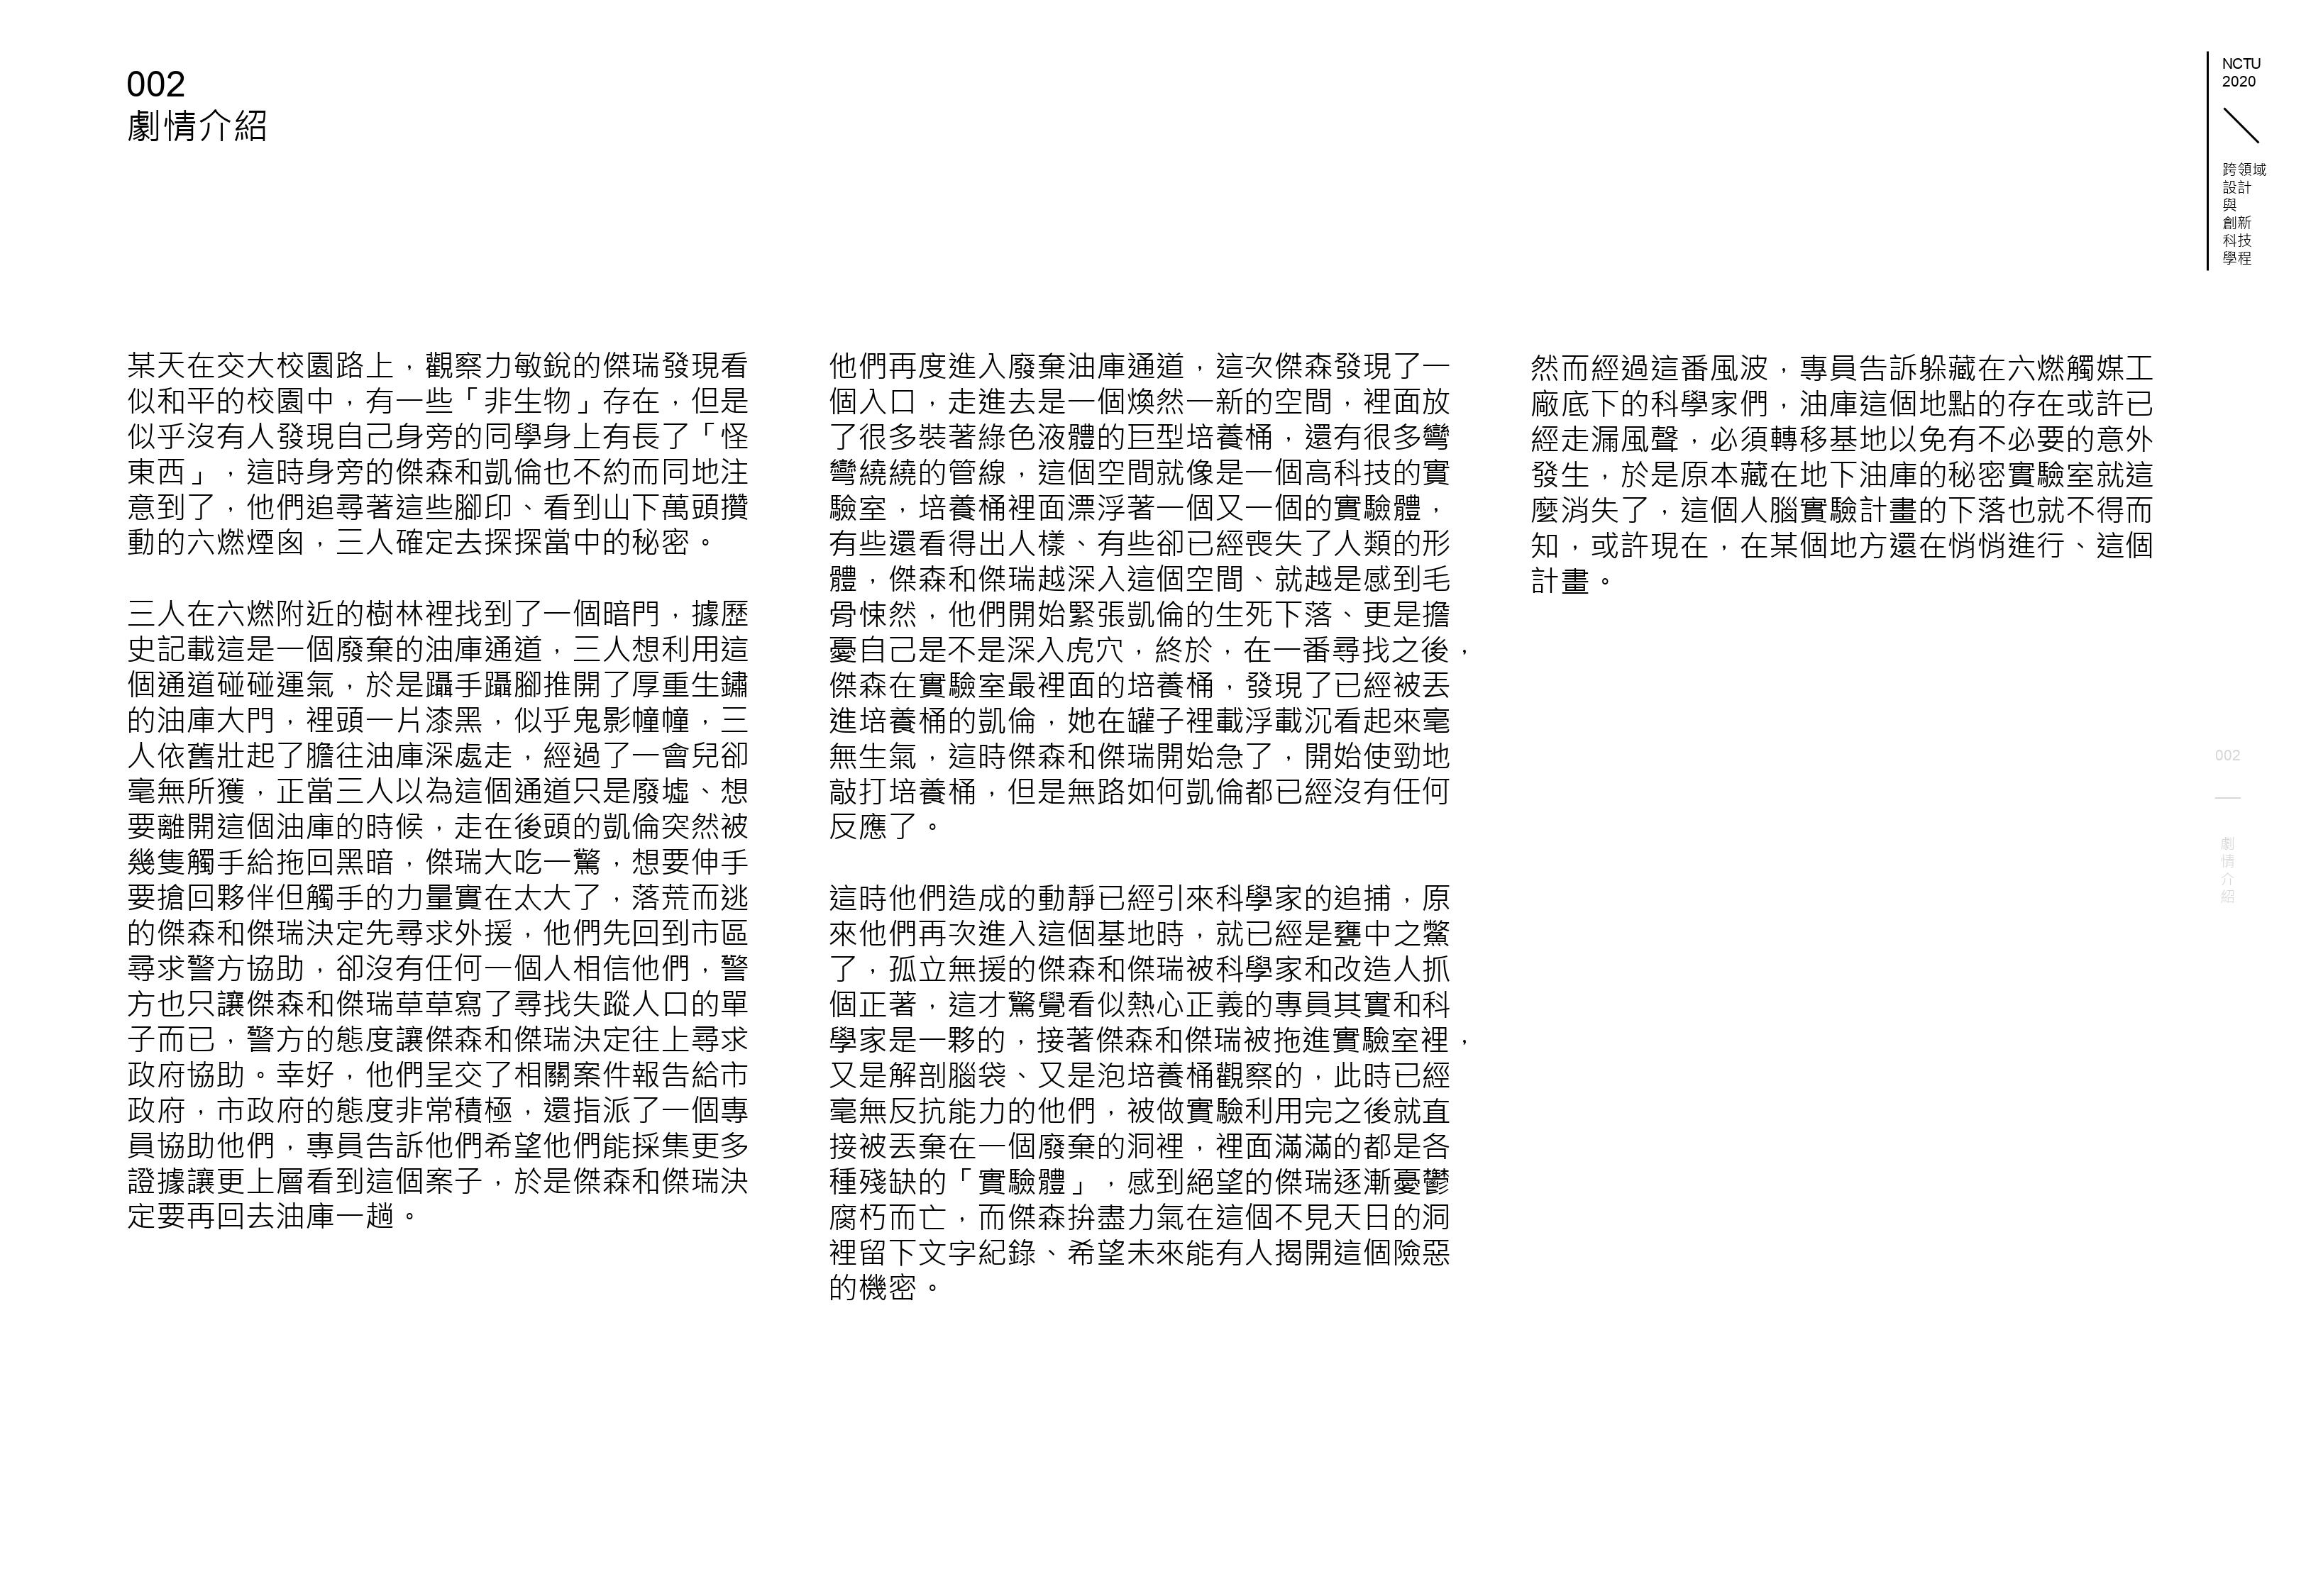 002
劇情介紹
某天在交大校園路上，觀察力敏銳的傑瑞發現看
似和平的校園中，有一些「非生物」存在，但是
似乎沒有人發現自己身旁的同學身上有長了「怪
東西」，這時身旁的傑森和凱倫也不約而同地注
意到了，他們追尋著這些腳印、看到山下萬頭攢
動的六燃煙囪，三人確定去探探當中的秘密。
三人在六燃附近的樹林裡找到了一個暗門，據歷
史記載這是一個廢棄的油庫通道，三人想利用這
個通道碰碰運氣，於是躡手躡腳推開了厚重生鏽
的油庫大門，裡頭一片漆黑，似乎鬼影幢幢，三
人依舊壯起了膽往油庫深處走，經過了一會兒卻
毫無所獲，正當三人以為這個通道只是廢墟、想
要離開這個油庫的時候，走在後頭的凱倫突然被
幾隻觸手給拖回黑暗，傑瑞大吃一驚，想要伸手
要搶回夥伴但觸手的力量實在太大了，落荒而逃
的傑森和傑瑞決定先尋求外援，他們先回到市區
尋求警方協助，卻沒有任何一個人相信他們，警
方也只讓傑森和傑瑞草草寫了尋找失蹤人口的單
子而已，警方的態度讓傑森和傑瑞決定往上尋求
政府協助。幸好，他們呈交了相關案件報告給市
政府，市政府的態度非常積極，還指派了一個專
員協助他們，專員告訴他們希望他們能採集更多
證據讓更上層看到這個案子，於是傑森和傑瑞決
定要再回去油庫一趟。
他們再度進入廢棄油庫通道，這次傑森發現了一
個入口，走進去是一個煥然一新的空間，裡面放
了很多裝著綠色液體的巨型培養桶，還有很多彎
彎繞繞的管線，這個空間就像是一個高科技的實
驗室，培養桶裡面漂浮著一個又一個的實驗體，
有些還看得出人樣、有些卻已經喪失了人類的形
體，傑森和傑瑞越深入這個空間、就越是感到毛
骨悚然，他們開始緊張凱倫的生死下落、更是擔
憂自己是不是深入虎穴，終於，在一番尋找之後，
傑森在實驗室最裡面的培養桶，發現了已經被丟
進培養桶的凱倫，她在罐子裡載浮載沉看起來毫
無生氣，這時傑森和傑瑞開始急了，開始使勁地
敲打培養桶，但是無路如何凱倫都已經沒有任何
反應了。
這時他們造成的動靜已經引來科學家的追捕，原
來他們再次進入這個基地時，就已經是甕中之鱉
了，孤立無援的傑森和傑瑞被科學家和改造人抓
個正著，這才驚覺看似熱心正義的專員其實和科
學家是一夥的，接著傑森和傑瑞被拖進實驗室裡，
又是解剖腦袋、又是泡培養桶觀察的，此時已經
毫無反抗能力的他們，被做實驗利用完之後就直
接被丟棄在一個廢棄的洞裡，裡面滿滿的都是各
種殘缺的「實驗體」，感到絕望的傑瑞逐漸憂鬱
腐朽而亡，而傑森拚盡力氣在這個不見天日的洞
裡留下文字紀錄、希望未來能有人揭開這個險惡
的機密。
然而經過這番風波，專員告訴躲藏在六燃觸媒工
廠底下的科學家們，油庫這個地點的存在或許已
經走漏風聲，必須轉移基地以免有不必要的意外
發生，於是原本藏在地下油庫的秘密實驗室就這
麼消失了，這個人腦實驗計畫的下落也就不得而
知，或許現在，在某個地方還在悄悄進行、這個
計畫。
NCTU
2020
跨領域
設計
與
創新
科技
學程
002
劇情介紹